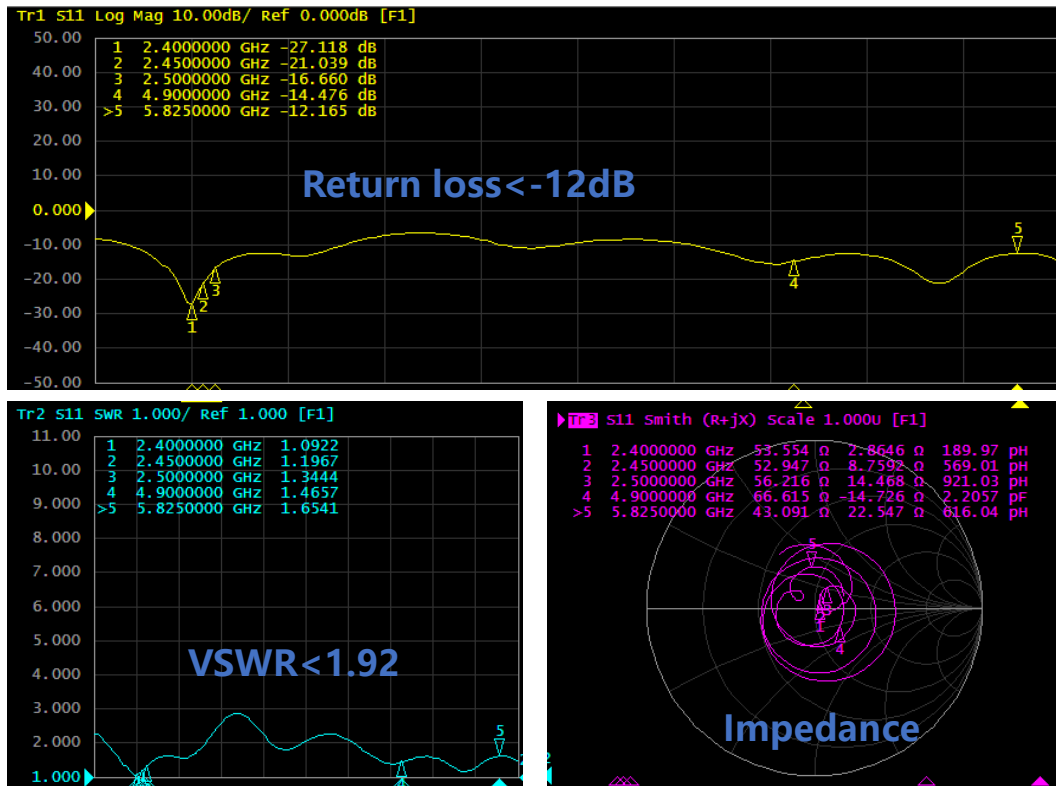 Tr1 S11 Log Mag 10.00dB/ Ref 0.000dB [F1]
50.00
1 2.4000000 GHz -27.118 dB
2 2.4500000 GHz -21.039 dB
40.00
3 2.5000000 GHz -16.660 dB
4 4.9000000 GHz -14.476 dB
30.00
>5 5.8250000 GHz -12.165 dB
20.00
10.00
Return loss<-12dB
0.000
5
-10.00
-20.00
4
3
2
-30.00
1
-40.00
-50.00
Tr2 S11 SWR 1.000/ Ref 1.000 [F1]
11.00
1 2.4000000 GHz 1.0922
2 2.4500000 GHz 1.1967
10.00
3 2.5000000 GHz 1.3444
4 4.9000000 GHz 1.4657
>5 5.8250000 GHz 1.6541
9.000
8.000
7.000
6.000
5.000
4.000
VSWR<1.92
3.000
5
2.000
1.000
Tr3 S11 Smith (R+jX) Scale 1.000U [F1]
1 2.4000000 GHz 53.554 Ω 2.8646 Ω 189.97 pH
2 2.4500000 GHz 52.947 Ω 8.7592 Ω 569.01 pH
3 2.5000000 GHz 56.216 Ω 14.468 Ω 921.03 pH
4 4.9000000 GHz 66.615 Ω -14.726 Ω 2.2057 pF
>5 5.8250000 GHz 43.091 Ω 22.547 Ω 616.04 pH
5
1
4
Impedance